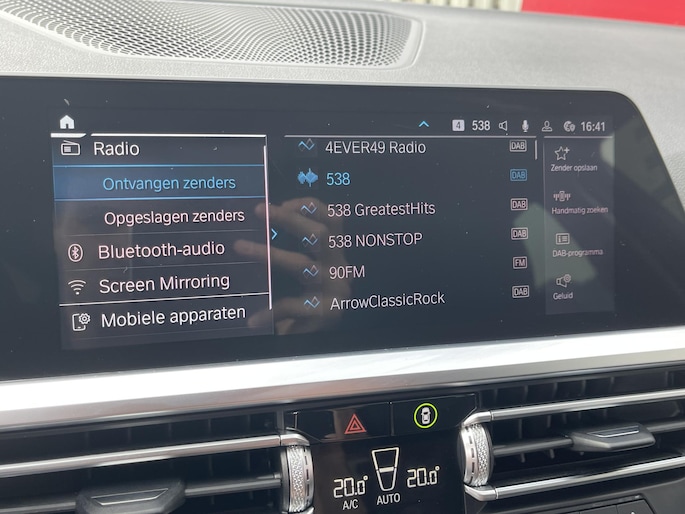 4 538 16:41
Radio
Ontvangen zenders
Opgeslagen zenders
Bluetooth-audio
Screen Mirroring
Mobiele apparaten
4EVER49 Radio DAB
538 DAB
538 GreatestHits DAB
538 NONSTOP DAB
90FM FM
ArrowClassicRock DAB
Zender opslaan
Handmatig zoeken
DAB-programma
Geluid
20.0 20.0
A/C AUTO